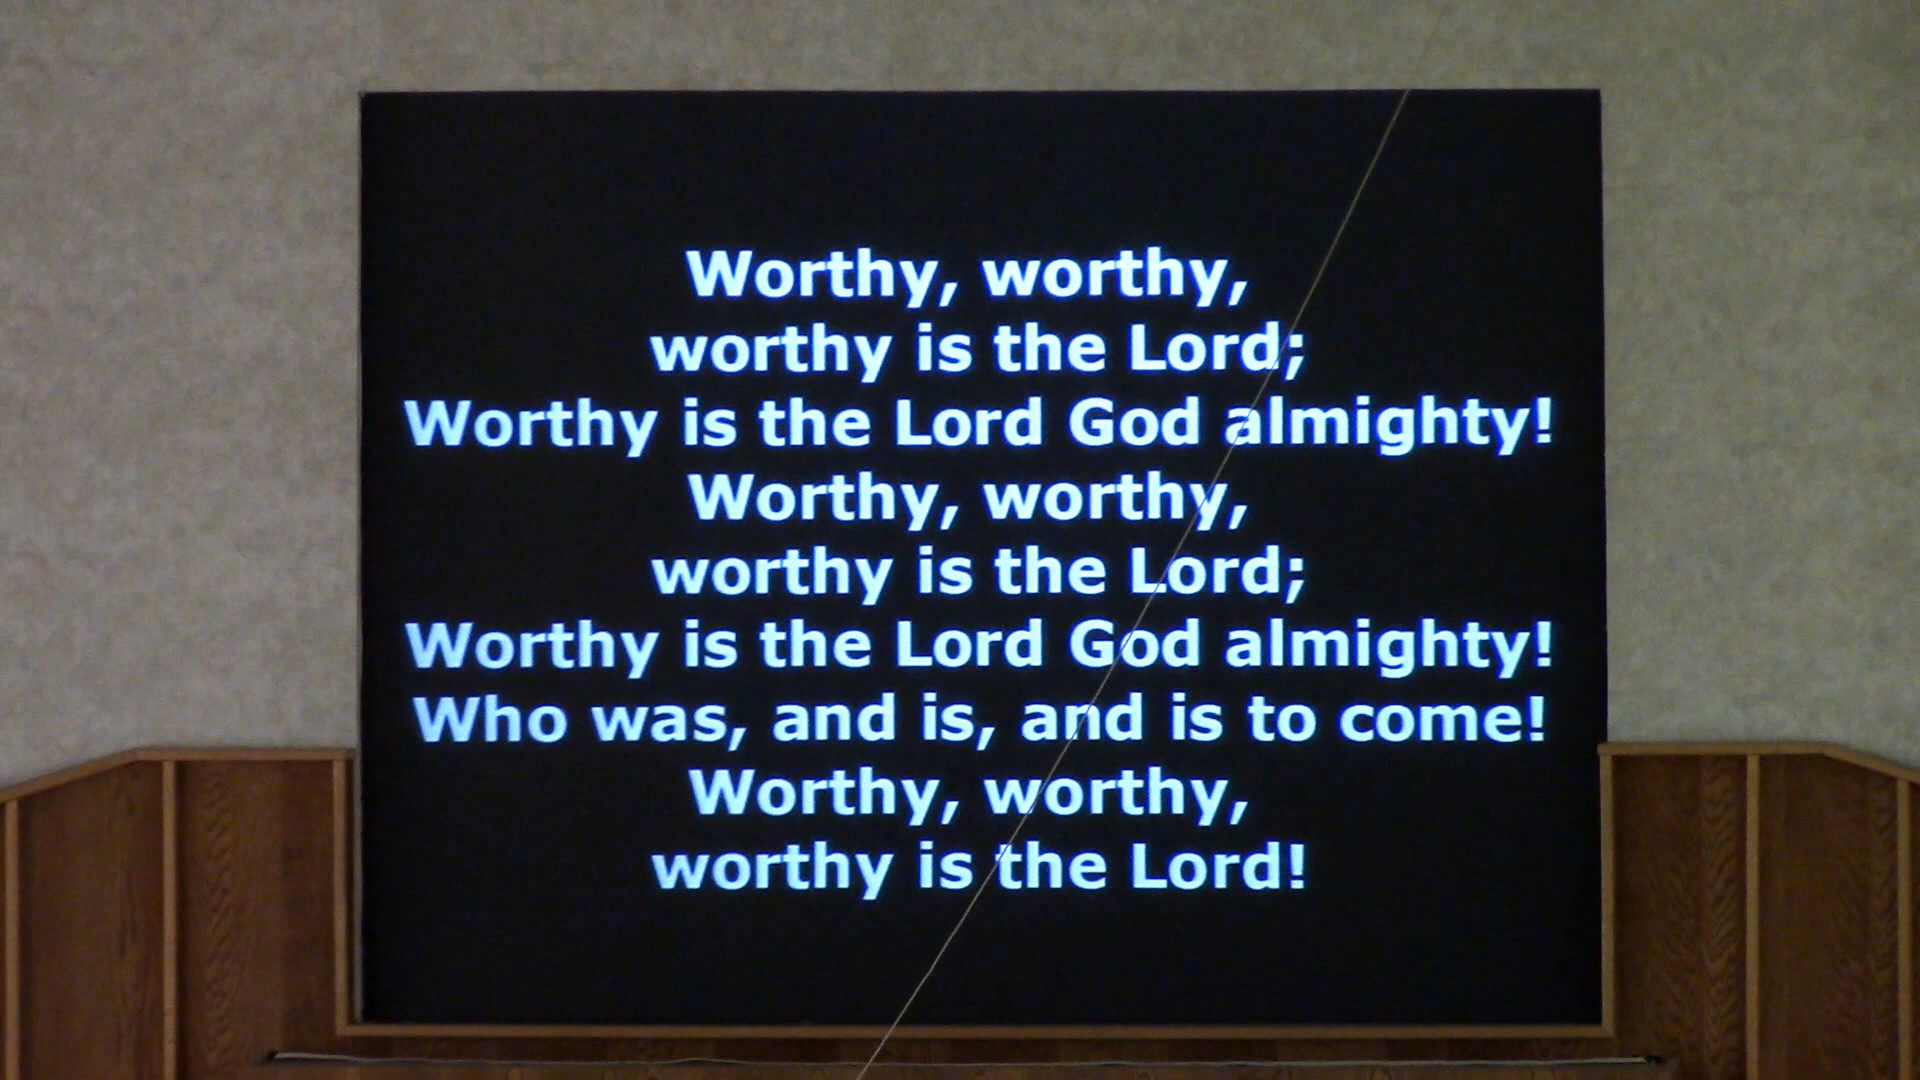 Worthy, worthy,
worthy is the Lord;
Worthy is the Lord God almighty!
Worthy, worthy,
worthy is the Lord;
Worthy is the Lord God almighty!
Who was, and is, and is to come!
Worthy, worthy,
worthy is the Lord!